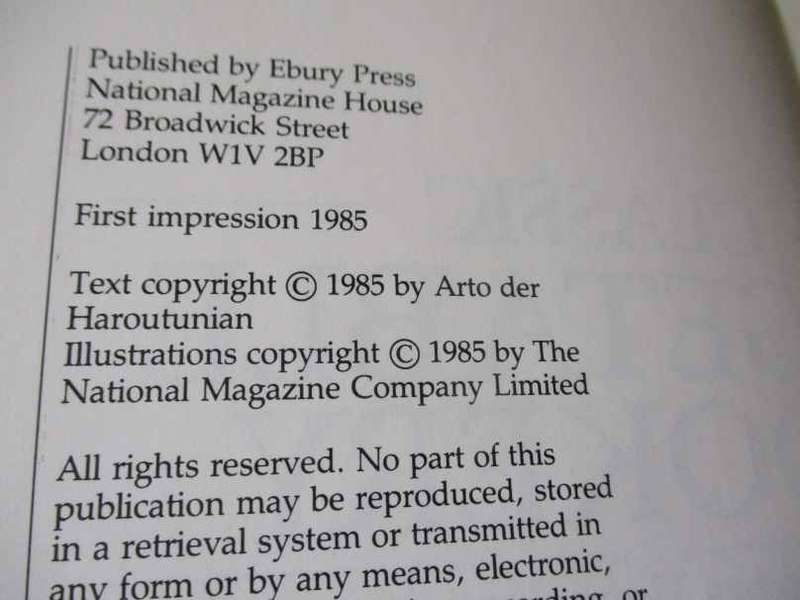 Published by Ebury Press
National Magazine House
72 Broadwick Street
London W1V 2BP
First impression 1985
Text copyright © 1985 by Arto der
Haroutunian
Illustrations copyright © 1985 by The
National Magazine Company Limited
All rights reserved. No part of this
publication may be reproduced, stored
in a retrieval system or transmitted in
any form or by any means, electronic,
or